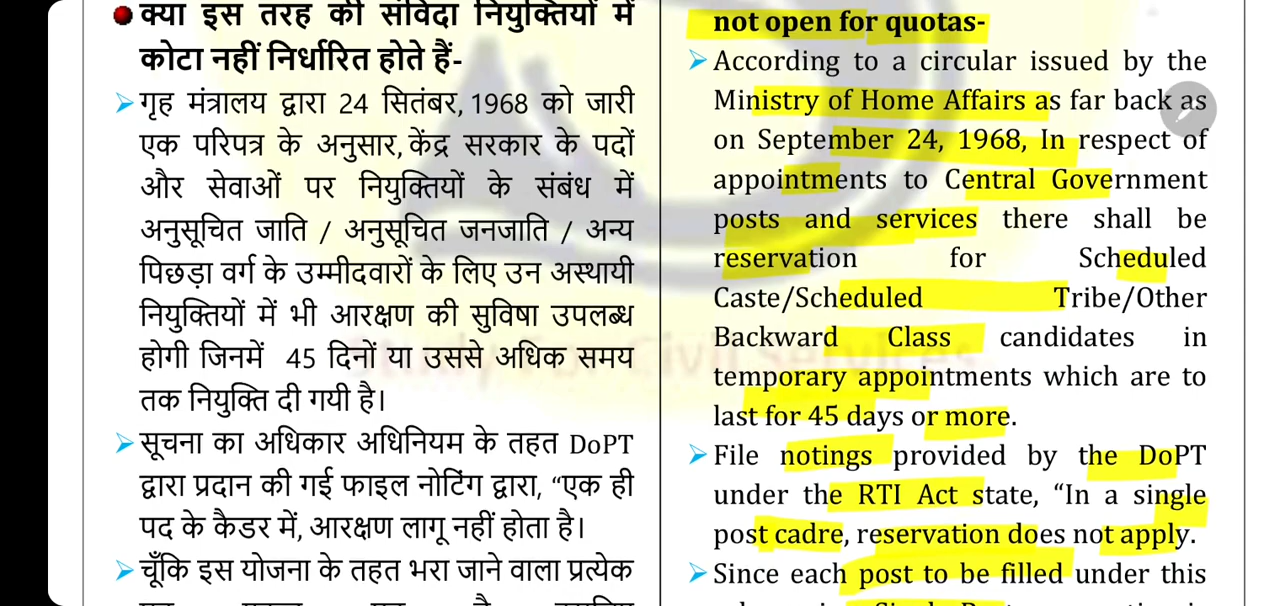 क्या इस तरह की संविदा नियुक्तियों में
कोटा नहीं निर्धारित होते हैं-
गृह मंत्रालय द्वारा 24 सितंबर, 1968 को जारी
एक परिपत्र के अनुसार, केंद्र सरकार के पदों
और सेवाओं पर नियुक्तियों के संबंध में
अनुसूचित जाति / अनुसूचित जनजाति / अन्य
पिछड़ा वर्ग के उम्मीदवारों के लिए उन अस्थायी
नियुक्तियों में भी आरक्षण की सुविषा उपलब्ध
होगी जिनमें 45 दिनों या उससे अधिक समय
तक नियुक्ति दी गयी है।
सूचना का अधिकार अधिनियम के तहत DoPT
द्वारा प्रदान की गई फाइल नोटिंग द्वारा, “एक ही
पद के कैडर में, आरक्षण लागू नहीं होता है।
चूँकि इस योजना के तहत भरा जाने वाला प्रत्येक
not open for quotas-
According to a circular issued by the
Ministry of Home Affairs as far back as
on September 24, 1968, In respect of
appointments to Central Government
posts and services there shall be
reservation for Scheduled
Caste/Scheduled Tribe/Other
Backward Class candidates in
temporary appointments which are to
last for 45 days or more.
File notings provided by the DoPT
under the RTI Act state, “In a single
post cadre, reservation does not apply.
Since each post to be filled under this